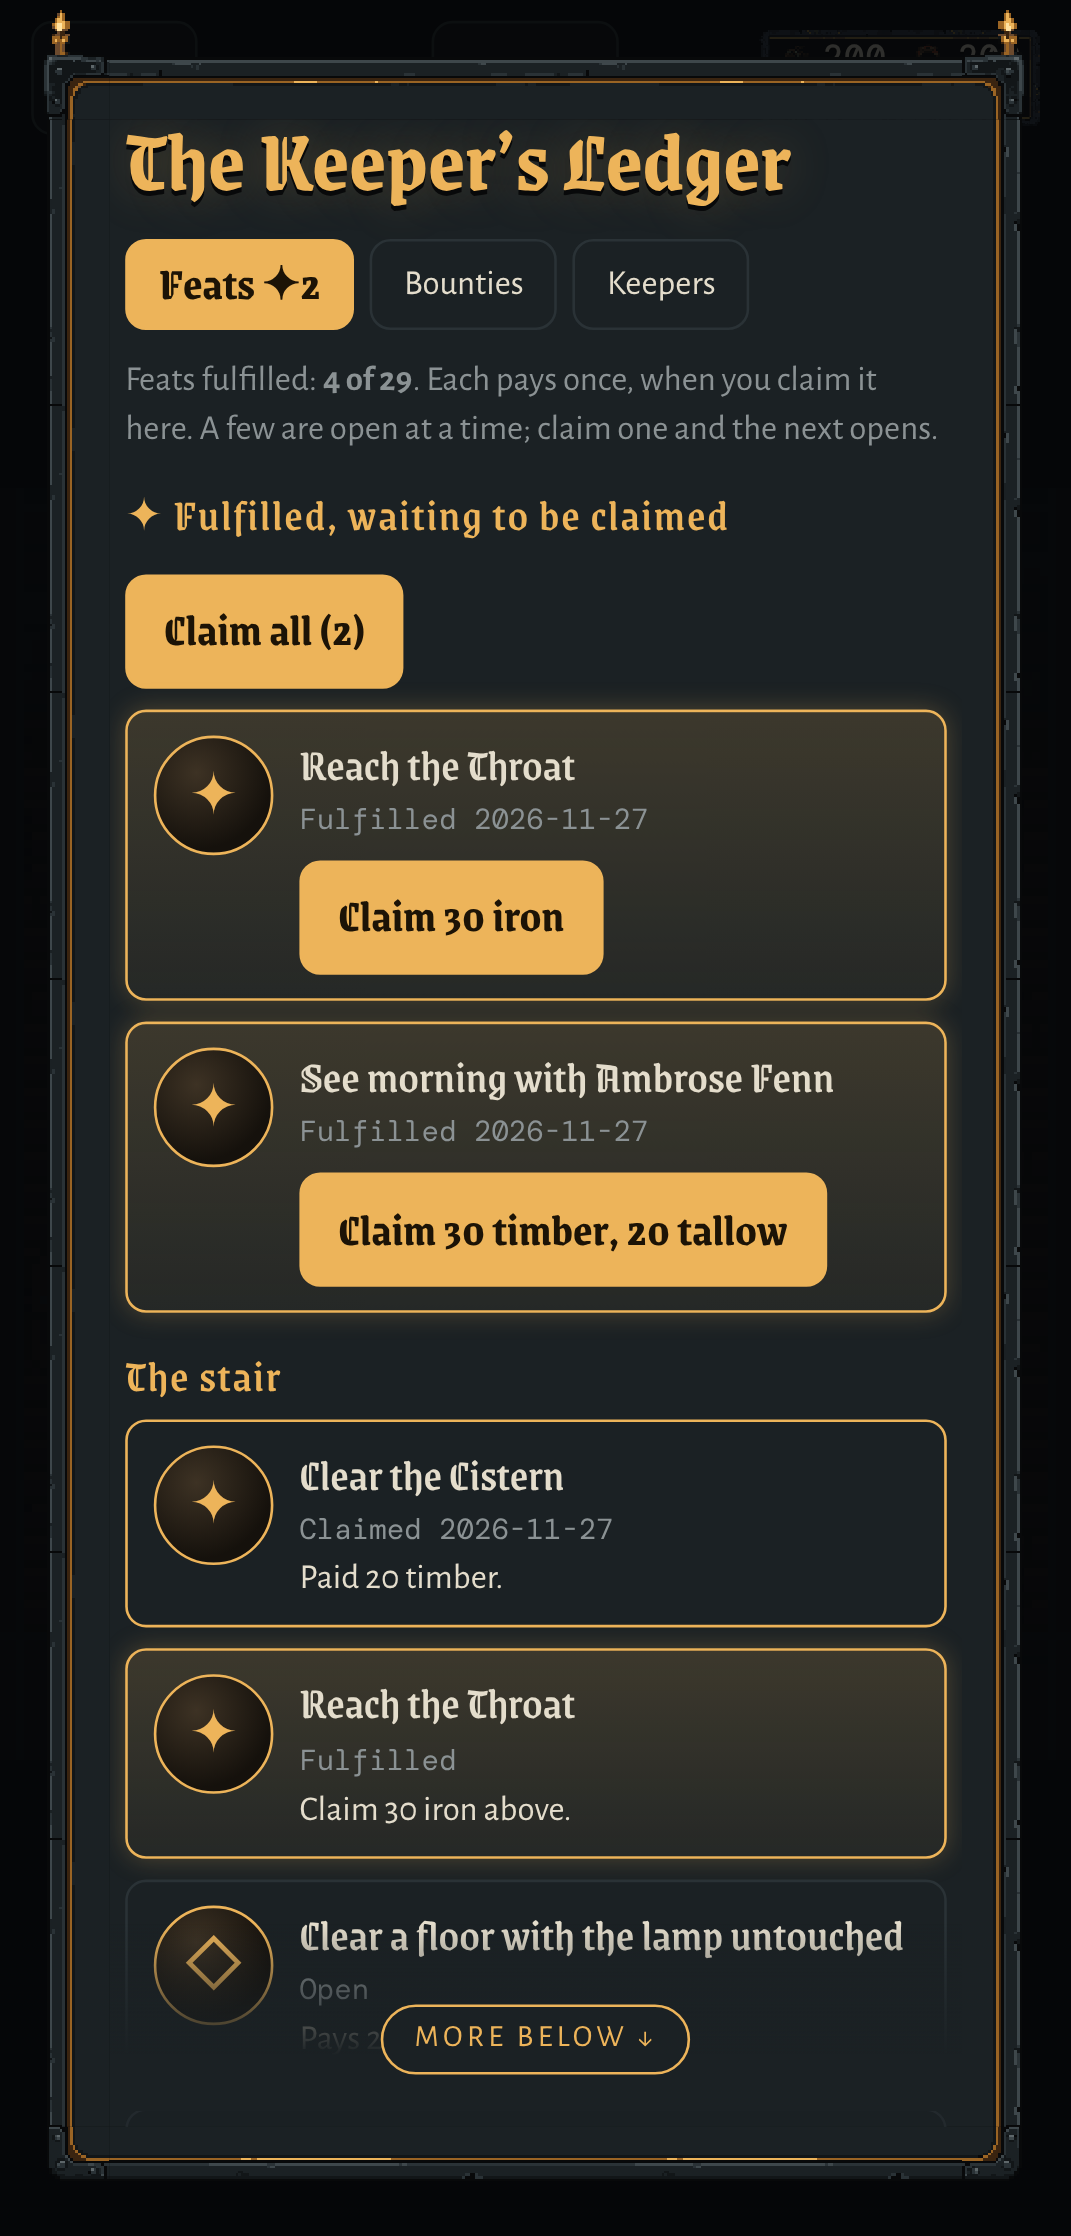 The Keeper's Ledger
Feats ✦2
Bounties
Keepers
Feats fulfilled: 4 of 29. Each pays once, when you claim it
here. A few are open at a time; claim one and the next opens.
✦ Fulfilled, waiting to be claimed
Claim all (2)
Reach the Throat
Fulfilled 2026-11-27
Claim 30 iron
See morning with Ambrose Fenn
Fulfilled 2026-11-27
Claim 30 timber, 20 tallow
The stair
Clear the Cistern
Claimed 2026-11-27
Paid 20 timber.
Reach the Throat
Fulfilled
Claim 30 iron above.
Clear a floor with the lamp untouched
Open
Pays
MORE BELOW ↓